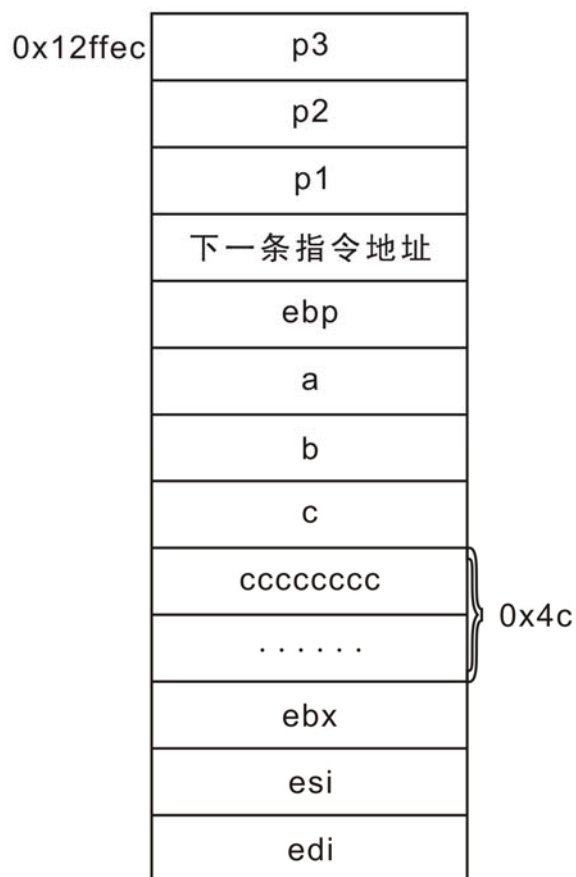 0x12ffec p3
p2
p1
下一条指令地址
ebp
a
b
c
cccccccc
......
0x4c
ebx
esi
edi